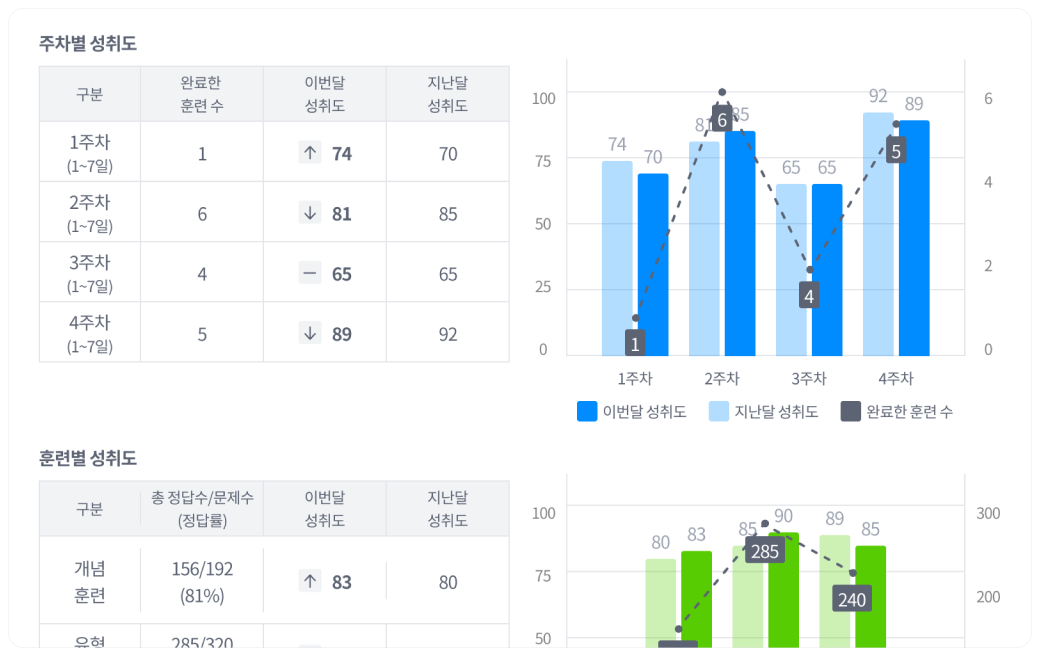 주차별 성취도
구분 완료한 훈련 수 이번달 성취도 지난달 성취도
1주차 (1~7일) 1 ↑ 74 70
2주차 (1~7일) 6 ↓ 81 85
3주차 (1~7일) 4 − 65 65
4주차 (1~7일) 5 ↓ 89 92
100 75 50 25 0
6 4 2 0
74 70 81 85 65 65 92 89
1 6 4 5
1주차 2주차 3주차 4주차
이번달 성취도 지난달 성취도 완료한 훈련 수
훈련별 성취도
구분 총 정답수/문제수 (정답률) 이번달 성취도 지난달 성취도
개념 훈련 156/192 (81%) ↑ 83 80
유형 285/320
100 75 50
300 200
80 83 85 90 89 85
285 240